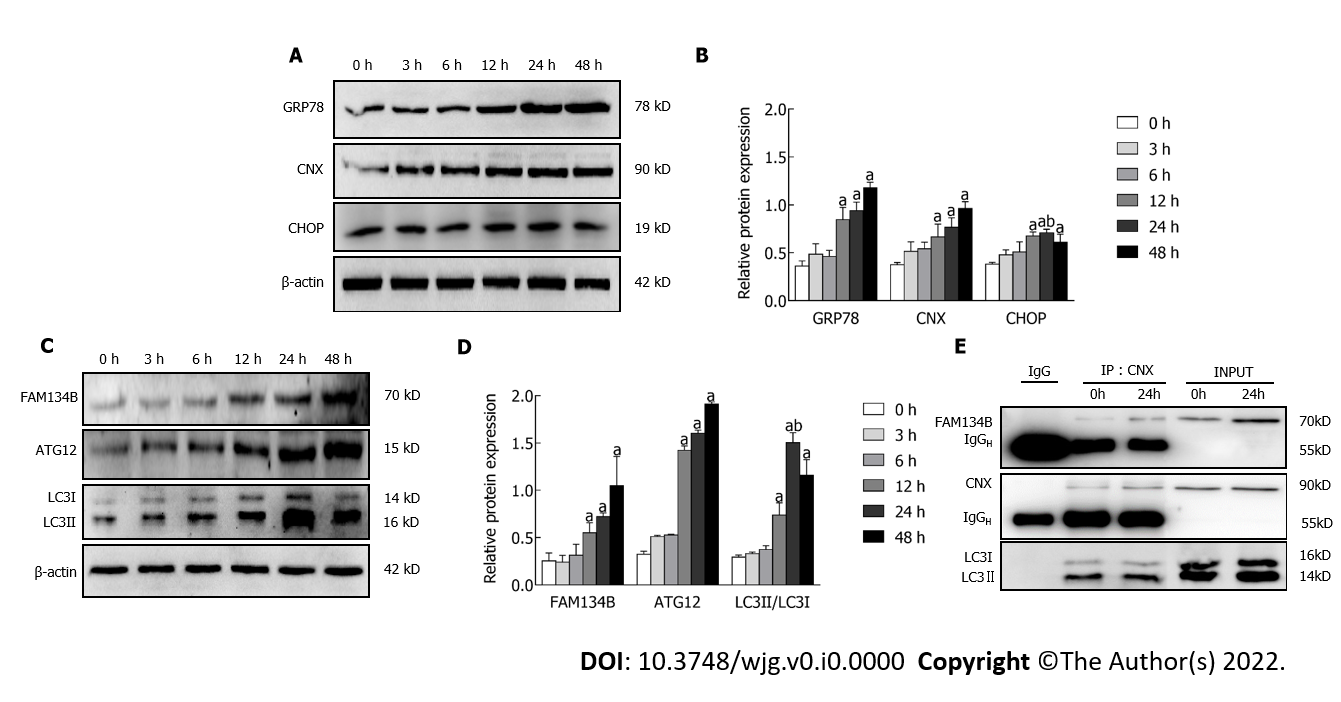 A
0 h 3 h 6 h 12 h 24 h 48 h
GRP78 78 kD
CNX 90 kD
CHOP 19 kD
β-actin 42 kD
B
Relative protein expression
2.0
1.5
1.0
0.5
0.0
a a a a a a a ab a
GRP78 CNX CHOP
0 h
3 h
6 h
12 h
24 h
48 h
C
0 h 3 h 6 h 12 h 24 h 48 h
FAM134B 70 kD
ATG12 15 kD
LC3I 14 kD
LC3II 16 kD
β-actin 42 kD
D
Relative protein expression
2.0
1.5
1.0
0.5
0.0
a a a a a a a ab a
FAM134B ATG12 LC3II/LC3I
0 h
3 h
6 h
12 h
24 h
48 h
E
IgG IP : CNX INPUT
0h 24h 0h 24h
FAM134B 70kD
IgGH 55kD
CNX 90kD
IgGH 55kD
LC3I 16kD
LC3II 14kD
DOI: 10.3748/wjg.v0.i0.0000 Copyright ©The Author(s) 2022.